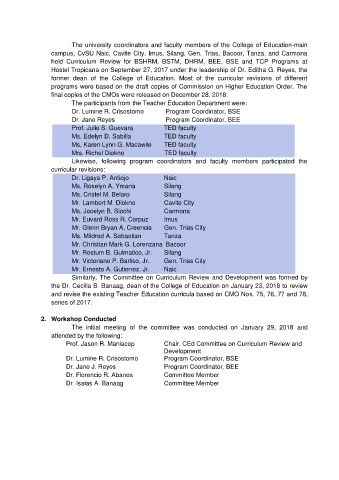 The university coordinators and faculty members of the College of Education-main
campus, CvSU Naic, Cavite City, Imus, Silang, Gen. Trias, Bacoor, Tanza, and Carmona
held Curriculum Review for BSHRM, BSTM, DHRM, BEE, BSE and TCP Programs at
Hostel Tropicana on September 27, 2017 under the leadership of Dr. Editha G. Reyes, the
former dean of the College of Education. Most of the curricular revisions of different
programs were based on the draft copies of Commission on Higher Education Order. The
final copies of the CMOs were released on December 28, 2018.
The participants from the Teacher Education Department were:
Dr. Lumine R. Crisostomo Program Coordinator, BSE
Dr. Jane Reyes Program Coordinator, BEE
Prof. Julie S. Guevara TED faculty
Ms. Edelyn D. Sabilla TED faculty
Ms. Karen Lynn G. Macawile TED faculty
Mrs. Richel Diokno TED faculty
Likewise, following program coordinators and faculty members participated the
curricular revisions:
Dr. Ligaya P. Antiojo Naic
Ms. Roselyn A. Ymana Silang
Ms. Cristel M. Belaro Silang
Mr. Lambert M. Diokno Cavite City
Ms. Jocelyn B. Siochi Carmona
Mr. Euvard Ross R. Corpuz Imus
Mr. Glenn Bryan A. Creencia Gen. Trias City
Ms. Mildred A. Sebastian Tanza
Mr. Christian Mark G. Lorenzana Bacoor
Mr. Rostum B. Gulmatico, Jr. Silang
Mr. Victoriano P. Barliso, Jr. Gen. Trias City
Mr. Ernesto A. Gutierrez, Jr. Naic
Similarly, The Committee on Curriculum Review and Development was formed by
the Dr. Cecilia B. Banaag, dean of the College of Education on January 23, 2018 to review
and revise the existing Teacher Education curricula based on CMO Nos. 75, 76, 77 and 78,
series of 2017.
2. Workshop Conducted
The initial meeting of the committee was conducted on January 29, 2018 and
attended by the following:
Prof. Jason R. Maniacop Chair, CEd Committee on Curriculum Review and
Development
Dr. Lumine R. Crisostomo Program Coordinator, BSE
Dr. Jane J. Reyes Program Coordinator, BEE
Dr. Florencio R. Abanes Committee Member
Dr. Isaias A. Banaag Committee Member